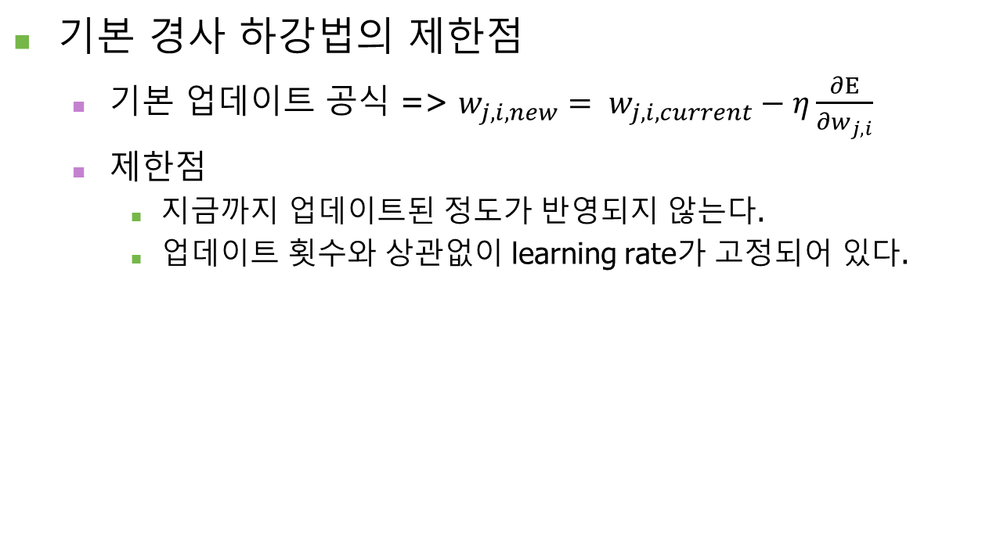 기본 경사 하강법의 제한점
기본 업데이트 공식 => $w_{j,i,new} = w_{j,i,current} - \eta \frac{\partial E}{\partial w_{j,i}}$
제한점
지금까지 업데이트된 정도가 반영되지 않는다.
업데이트 횟수와 상관없이 learning rate가 고정되어 있다.